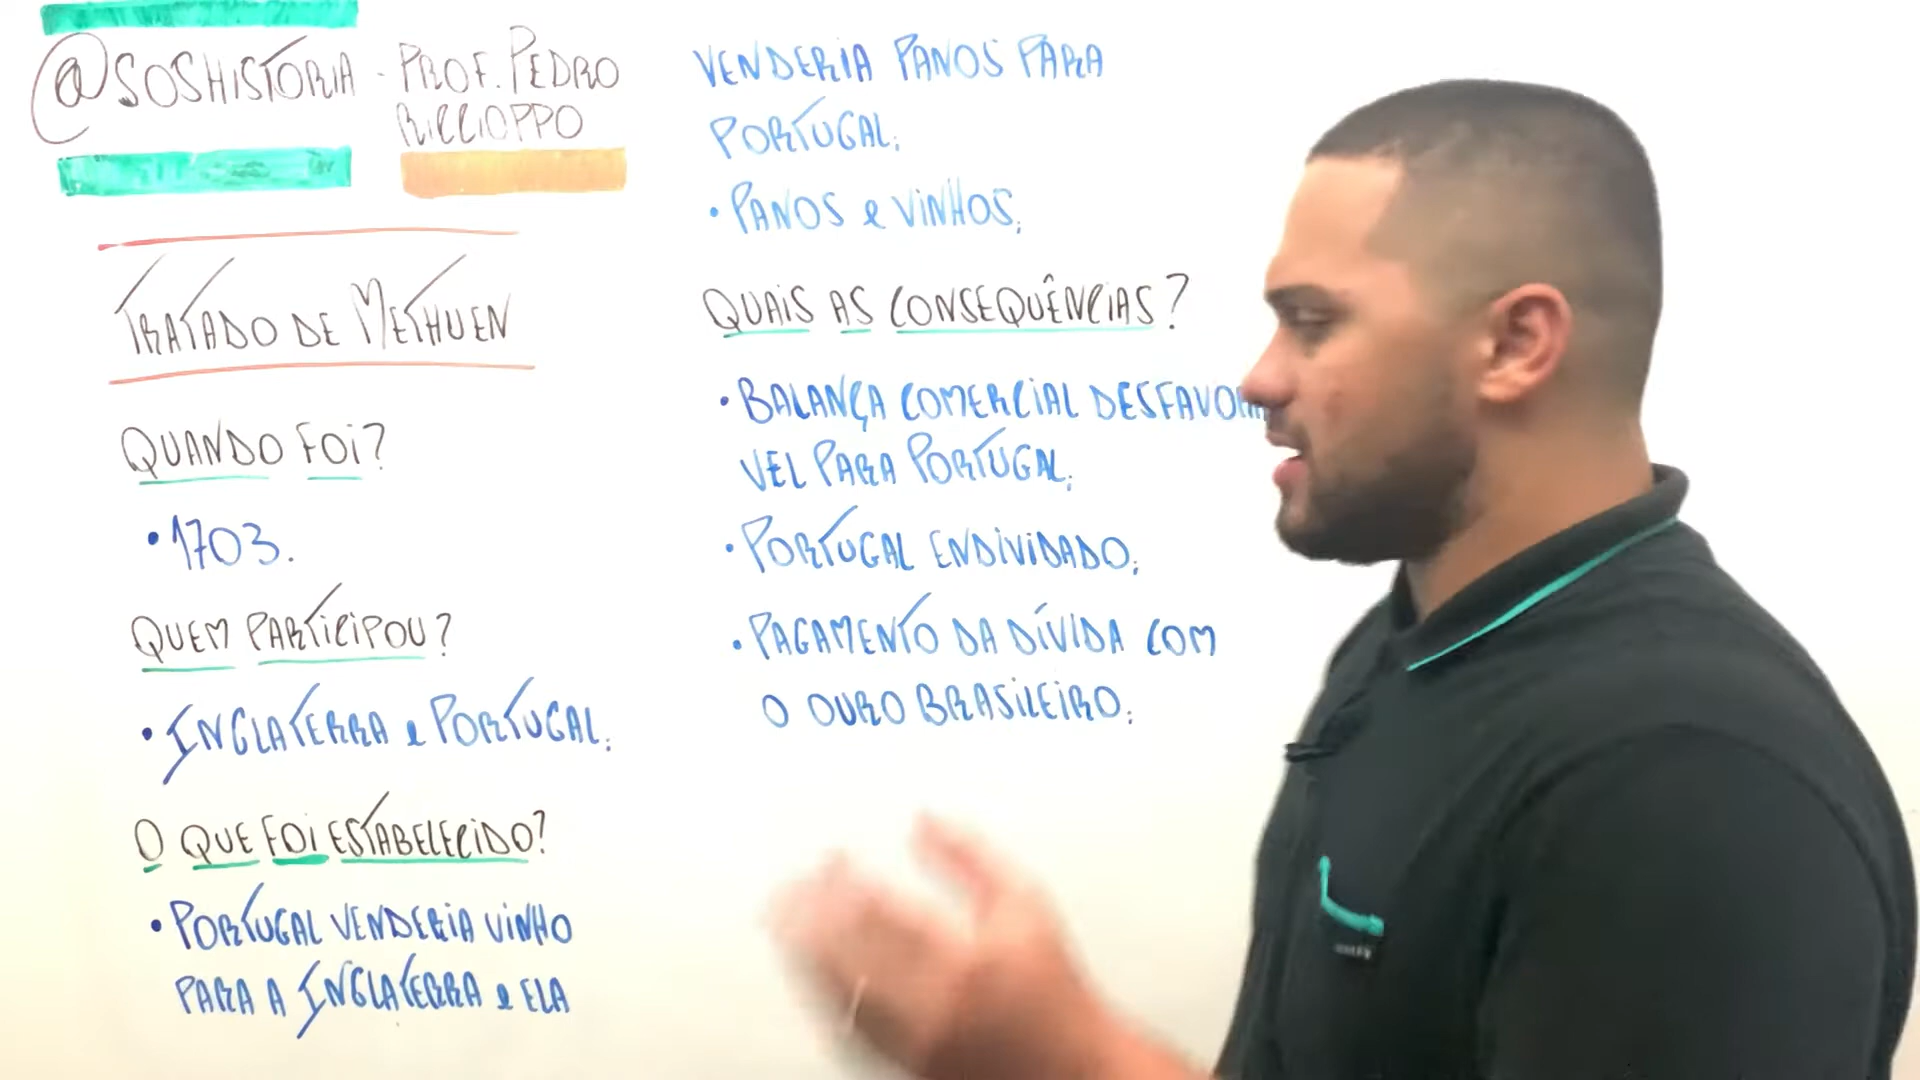 @SOSHISTORIA - PROF. PEDRO
RICCIOPPO
TRATADO DE METHUEN
QUANDO FOI?
• 1703.
QUEM PARTICIPOU?
• INGLATERRA e PORTUGAL;
O QUE FOI ESTABELECIDO?
• PORTUGAL VENDERIA VINHO
PARA A INGLATERRA e ELA
VENDERIA PANOS PARA
PORTUGAL;
• PANOS e VINHOS;
QUAIS AS CONSEQUÊNCIAS?
• BALANÇA COMERCIAL DESFAVORÁ
VEL PARA PORTUGAL;
• PORTUGAL ENDIVIDADO;
• PAGAMENTO DA DÍVIDA COM
O OURO BRASILEIRO;